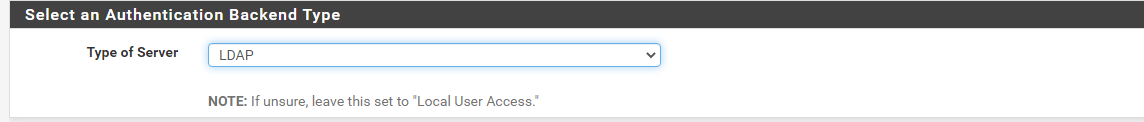 Select an Authentication Backend Type
Type of Server LDAP
NOTE: If unsure, leave this set to "Local User Access."